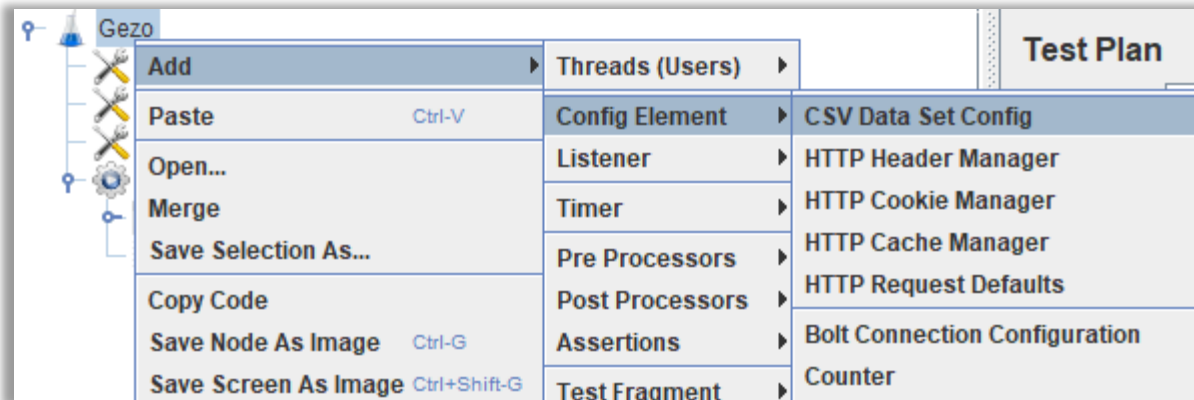 Gezo
Test Plan
Add
Paste Ctrl-V
Open...
Merge
Save Selection As...
Copy Code
Save Node As Image Ctrl-G
Save Screen As Image Ctrl+Shift-G
Threads (Users)
Config Element
Listener
Timer
Pre Processors
Post Processors
Assertions
Test Fragment
CSV Data Set Config
HTTP Header Manager
HTTP Cookie Manager
HTTP Cache Manager
HTTP Request Defaults
Bolt Connection Configuration
Counter